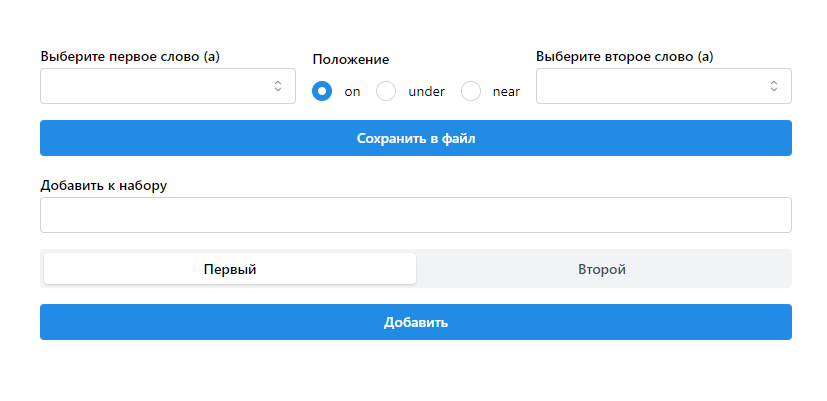 Выберите первое слово (a)
Положение
Выберите второе слово (a)
on under near
Сохранить в файл
Добавить к набору
Первый Второй
Добавить